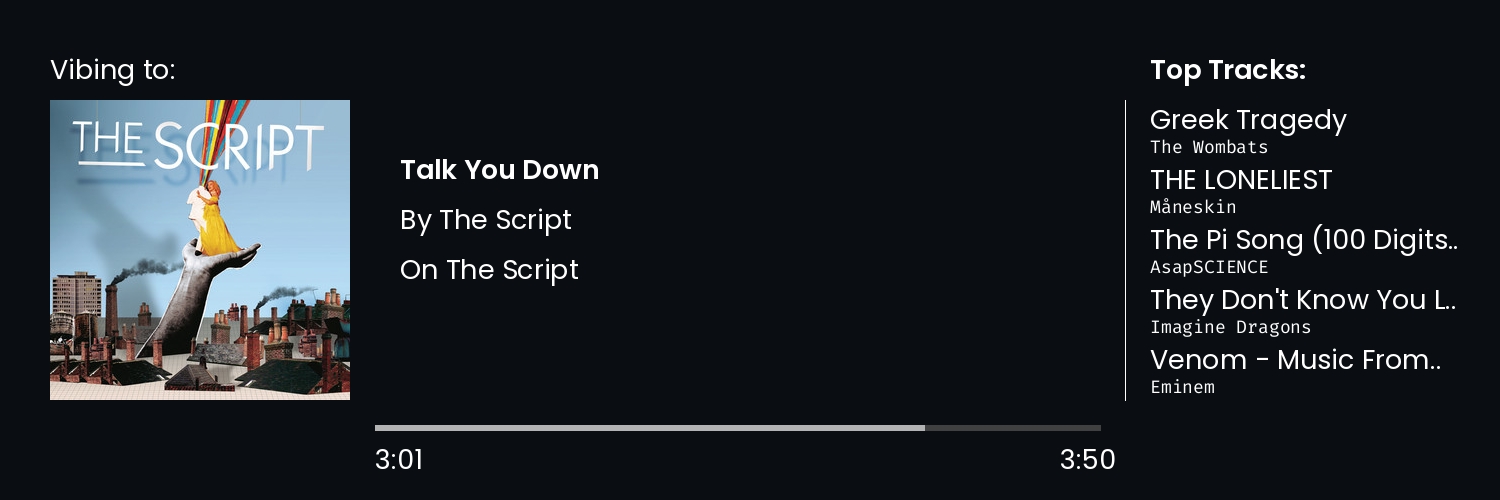 Vibing to:
THE SCRIPT
Talk You Down
By The Script
On The Script
3:01
3:50
Top Tracks:
Greek Tragedy
The Wombats
THE LONELIEST
Måneskin
The Pi Song (100 Digits..
AsapSCIENCE
They Don't Know You L..
Imagine Dragons
Venom - Music From..
Eminem